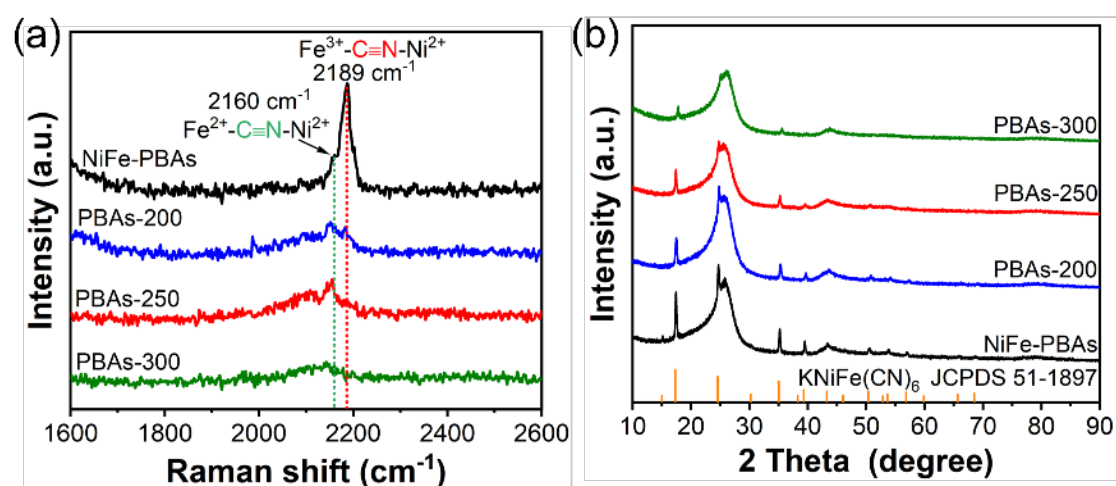 (a)
Fe³⁺-C≡N-Ni²⁺
2189 cm⁻¹
2160 cm⁻¹
Fe²⁺-C≡N-Ni²⁺
NiFe-PBAs
PBAs-200
PBAs-250
PBAs-300
Intensity (a.u.)
1600 1800 2000 2200 2400 2600
Raman shift (cm⁻¹)
(b)
PBAs-300
PBAs-250
PBAs-200
NiFe-PBAs
KNiFe(CN)₆ JCPDS 51-1897
Intensity (a.u.)
10 20 30 40 50 60 70 80 90
2 Theta (degree)